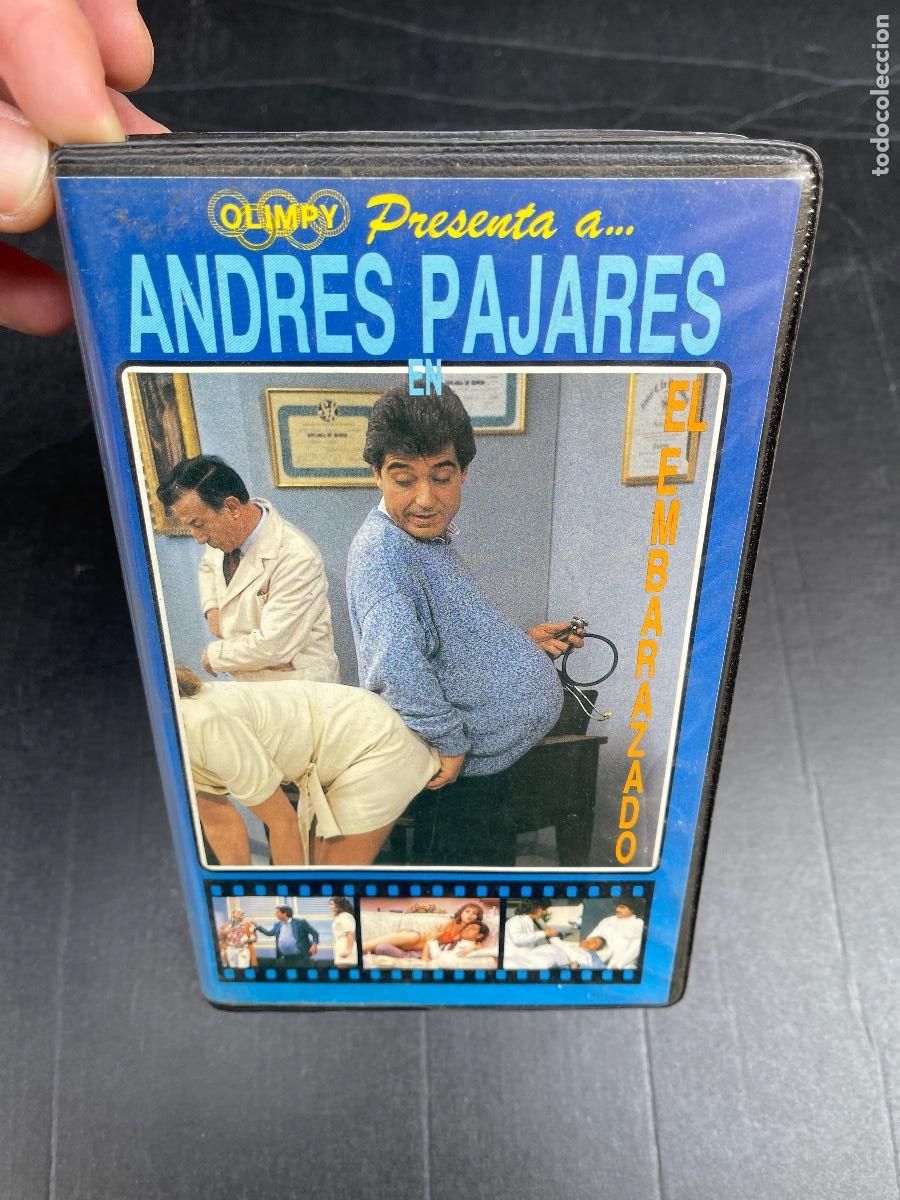 OLIMPY Presenta a...
ANDRES PAJARES
EN
EL EMBARAZADO
todocoleccion